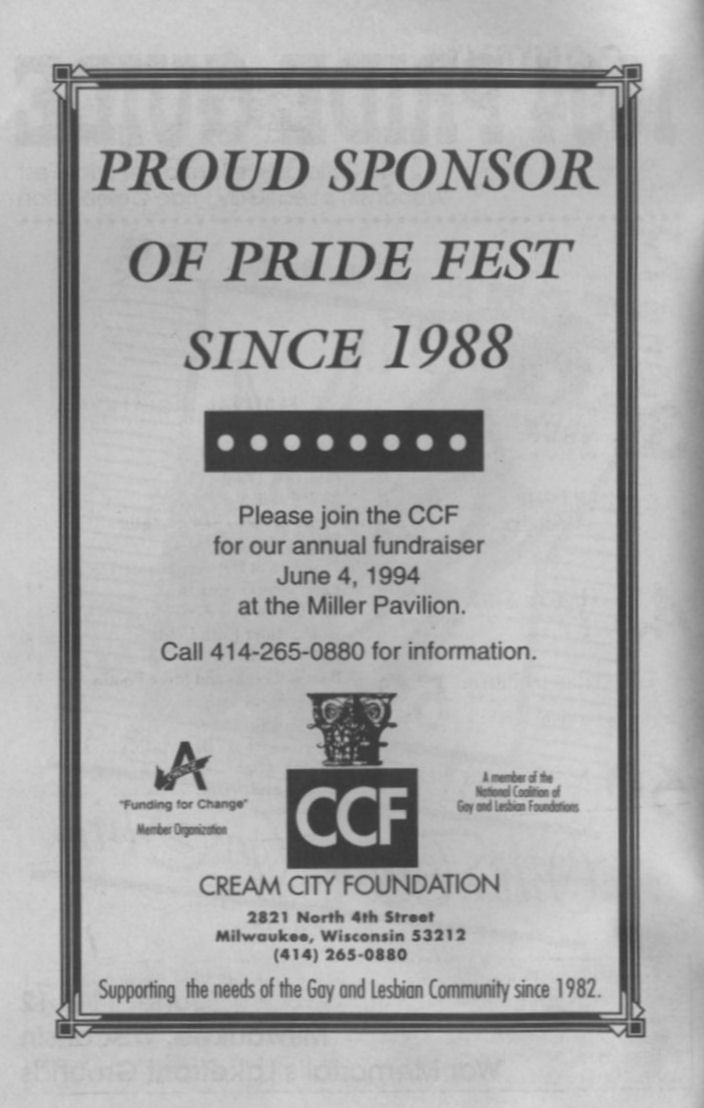 PROUD SPONSOR
OF PRIDE FEST
SINCE 1988
Please join the CCF
for our annual fundraiser
June 4, 1994
at the Miller Pavilion.
Call 414-265-0880 for information.
A
"Funding for Change"
Member Organization
CCF
A member of the
National Coalition of
Gay and Lesbian Foundations
CREAM CITY FOUNDATION
2821 North 4th Street
Milwaukee, Wisconsin 53212
(414) 265-0880
Supporting the needs of the Gay and Lesbian Community since 1982.